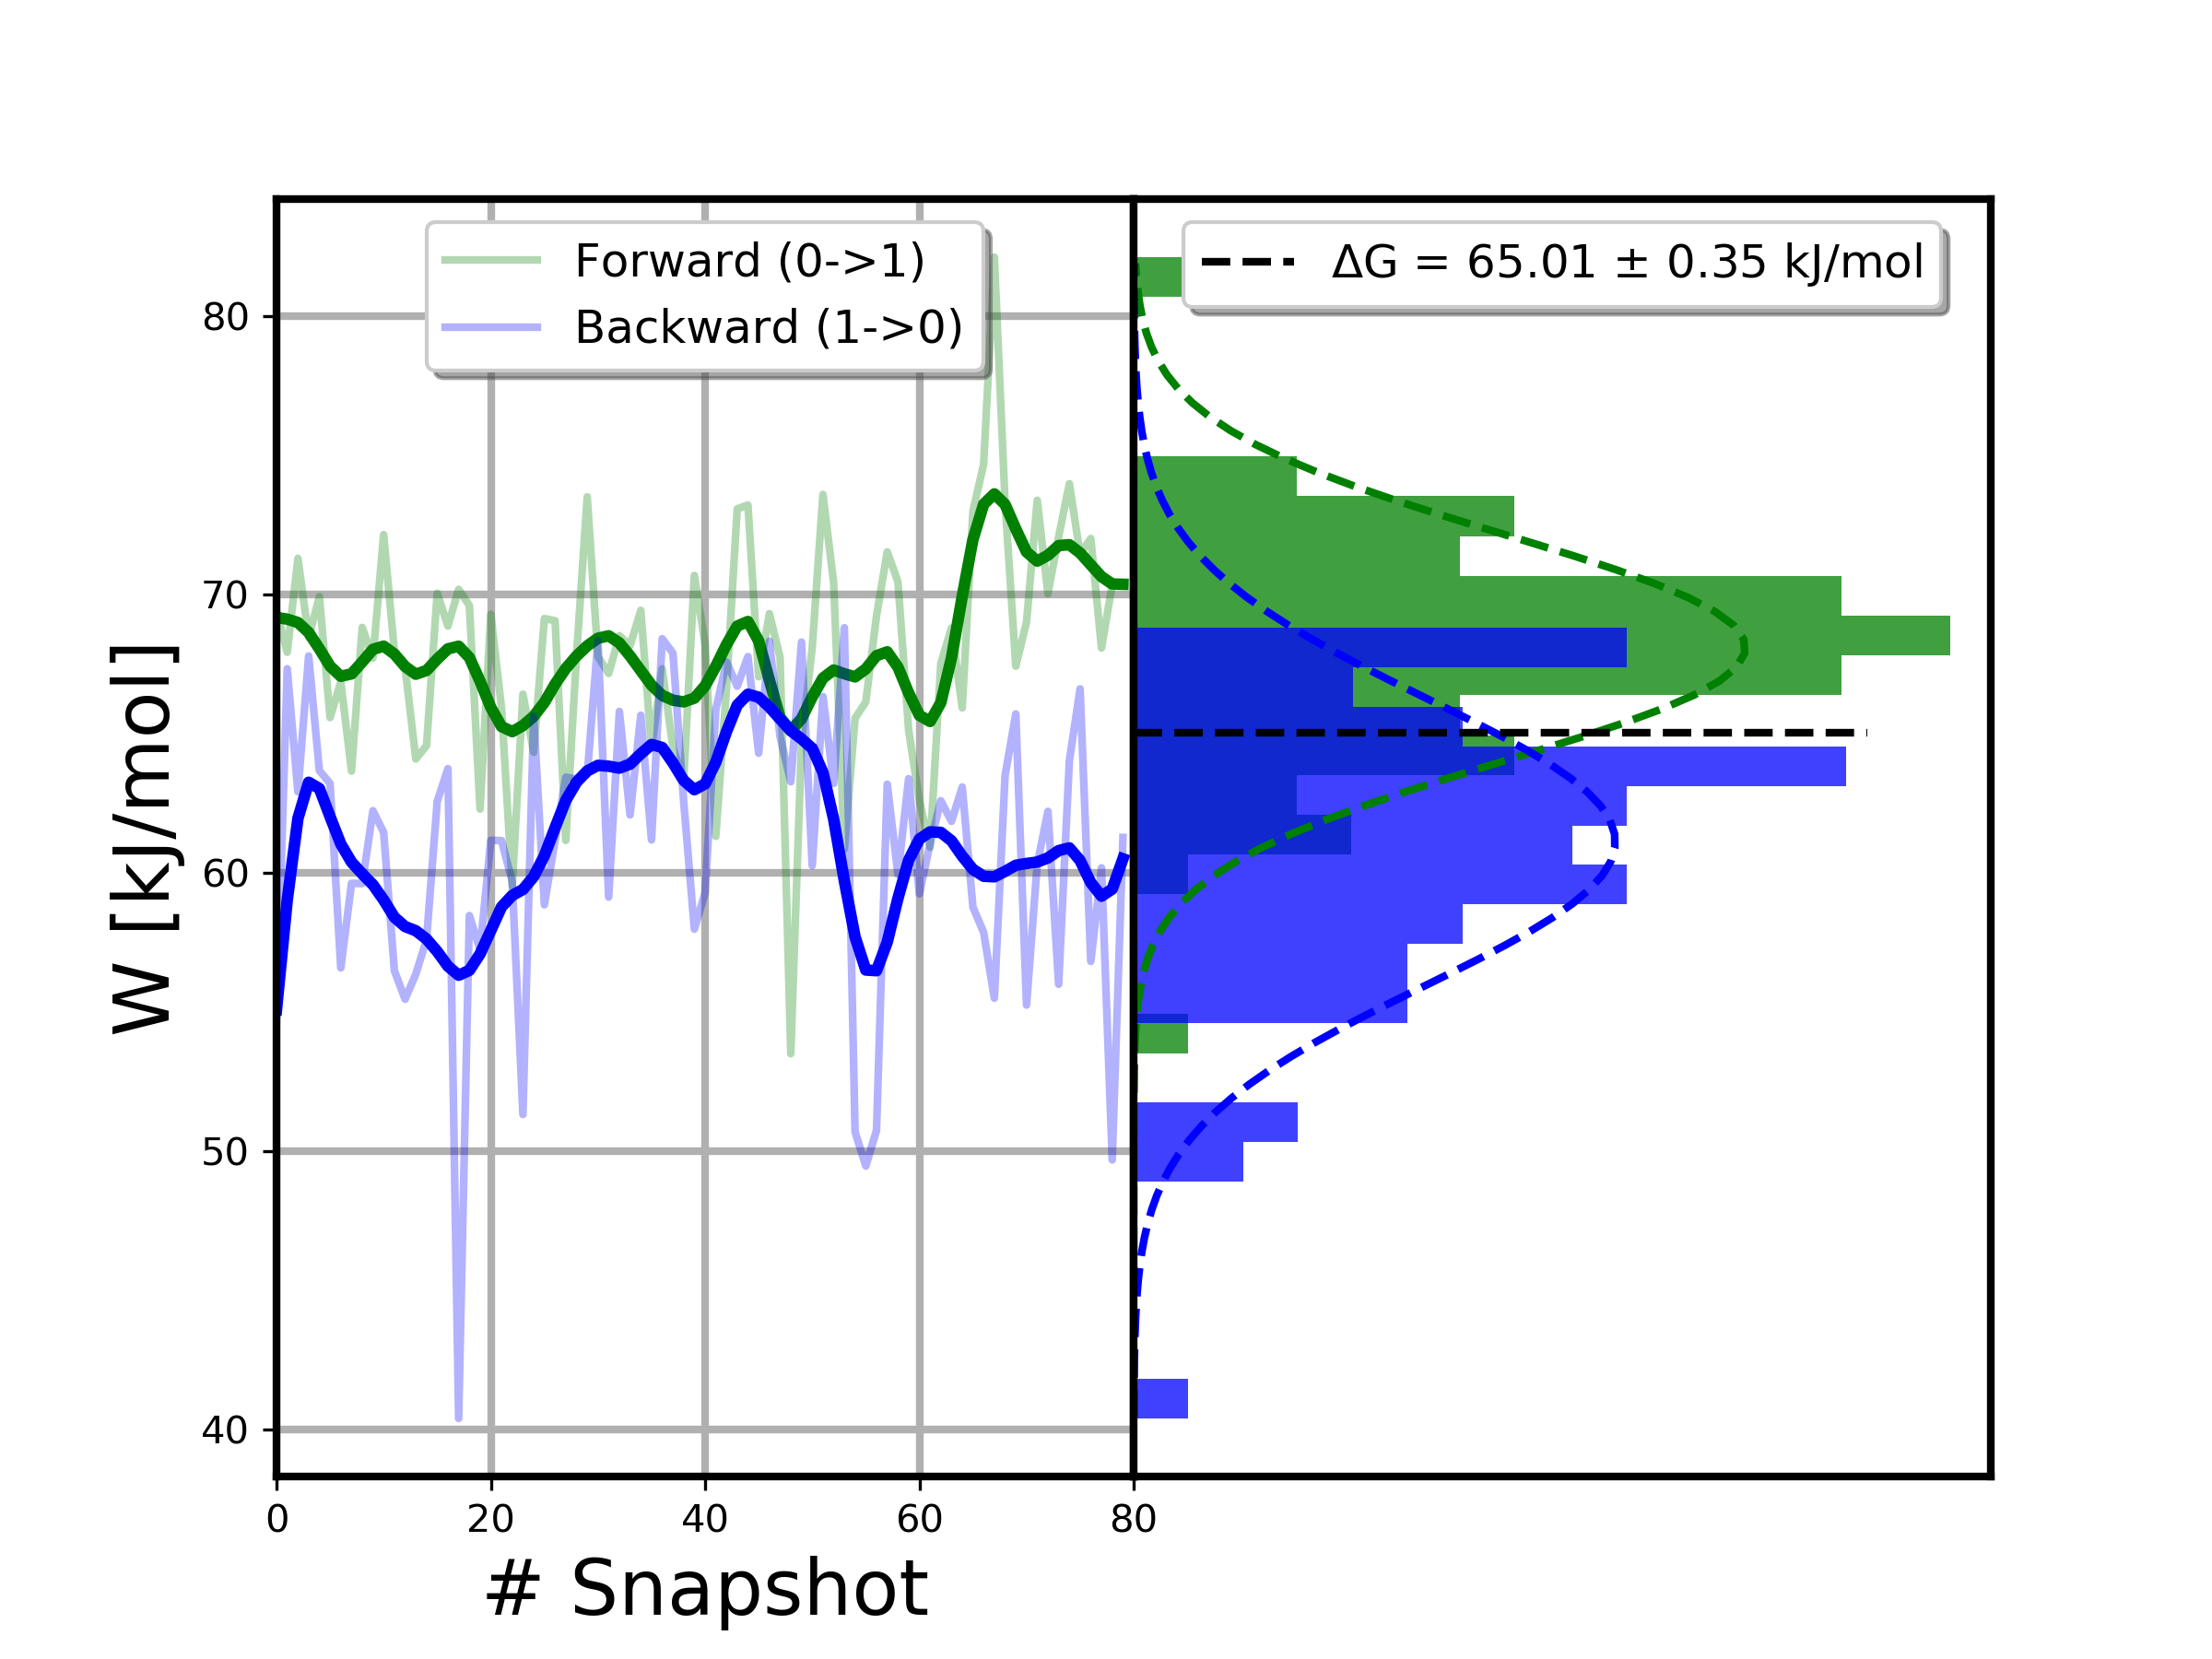 Forward (0->1)
Backward (1->0)
ΔG = 65.01 ± 0.35 kJ/mol
W [kJ/mol]
80
70
60
50
40
0 20 40 60 80
# Snapshot